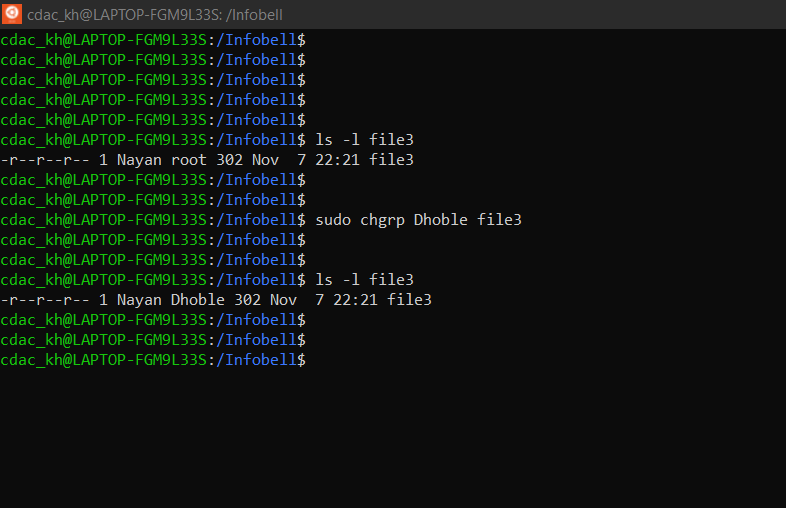 cdac_kh@LAPTOP-FGM9L33S: /Infobell
cdac_kh@LAPTOP-FGM9L33S:/Infobell$
cdac_kh@LAPTOP-FGM9L33S:/Infobell$
cdac_kh@LAPTOP-FGM9L33S:/Infobell$
cdac_kh@LAPTOP-FGM9L33S:/Infobell$
cdac_kh@LAPTOP-FGM9L33S:/Infobell$
cdac_kh@LAPTOP-FGM9L33S:/Infobell$ ls -l file3
-r--r--r-- 1 Nayan root 302 Nov  7 22:21 file3
cdac_kh@LAPTOP-FGM9L33S:/Infobell$
cdac_kh@LAPTOP-FGM9L33S:/Infobell$
cdac_kh@LAPTOP-FGM9L33S:/Infobell$ sudo chgrp Dhoble file3
cdac_kh@LAPTOP-FGM9L33S:/Infobell$
cdac_kh@LAPTOP-FGM9L33S:/Infobell$
cdac_kh@LAPTOP-FGM9L33S:/Infobell$ ls -l file3
-r--r--r-- 1 Nayan Dhoble 302 Nov  7 22:21 file3
cdac_kh@LAPTOP-FGM9L33S:/Infobell$
cdac_kh@LAPTOP-FGM9L33S:/Infobell$
cdac_kh@LAPTOP-FGM9L33S:/Infobell$